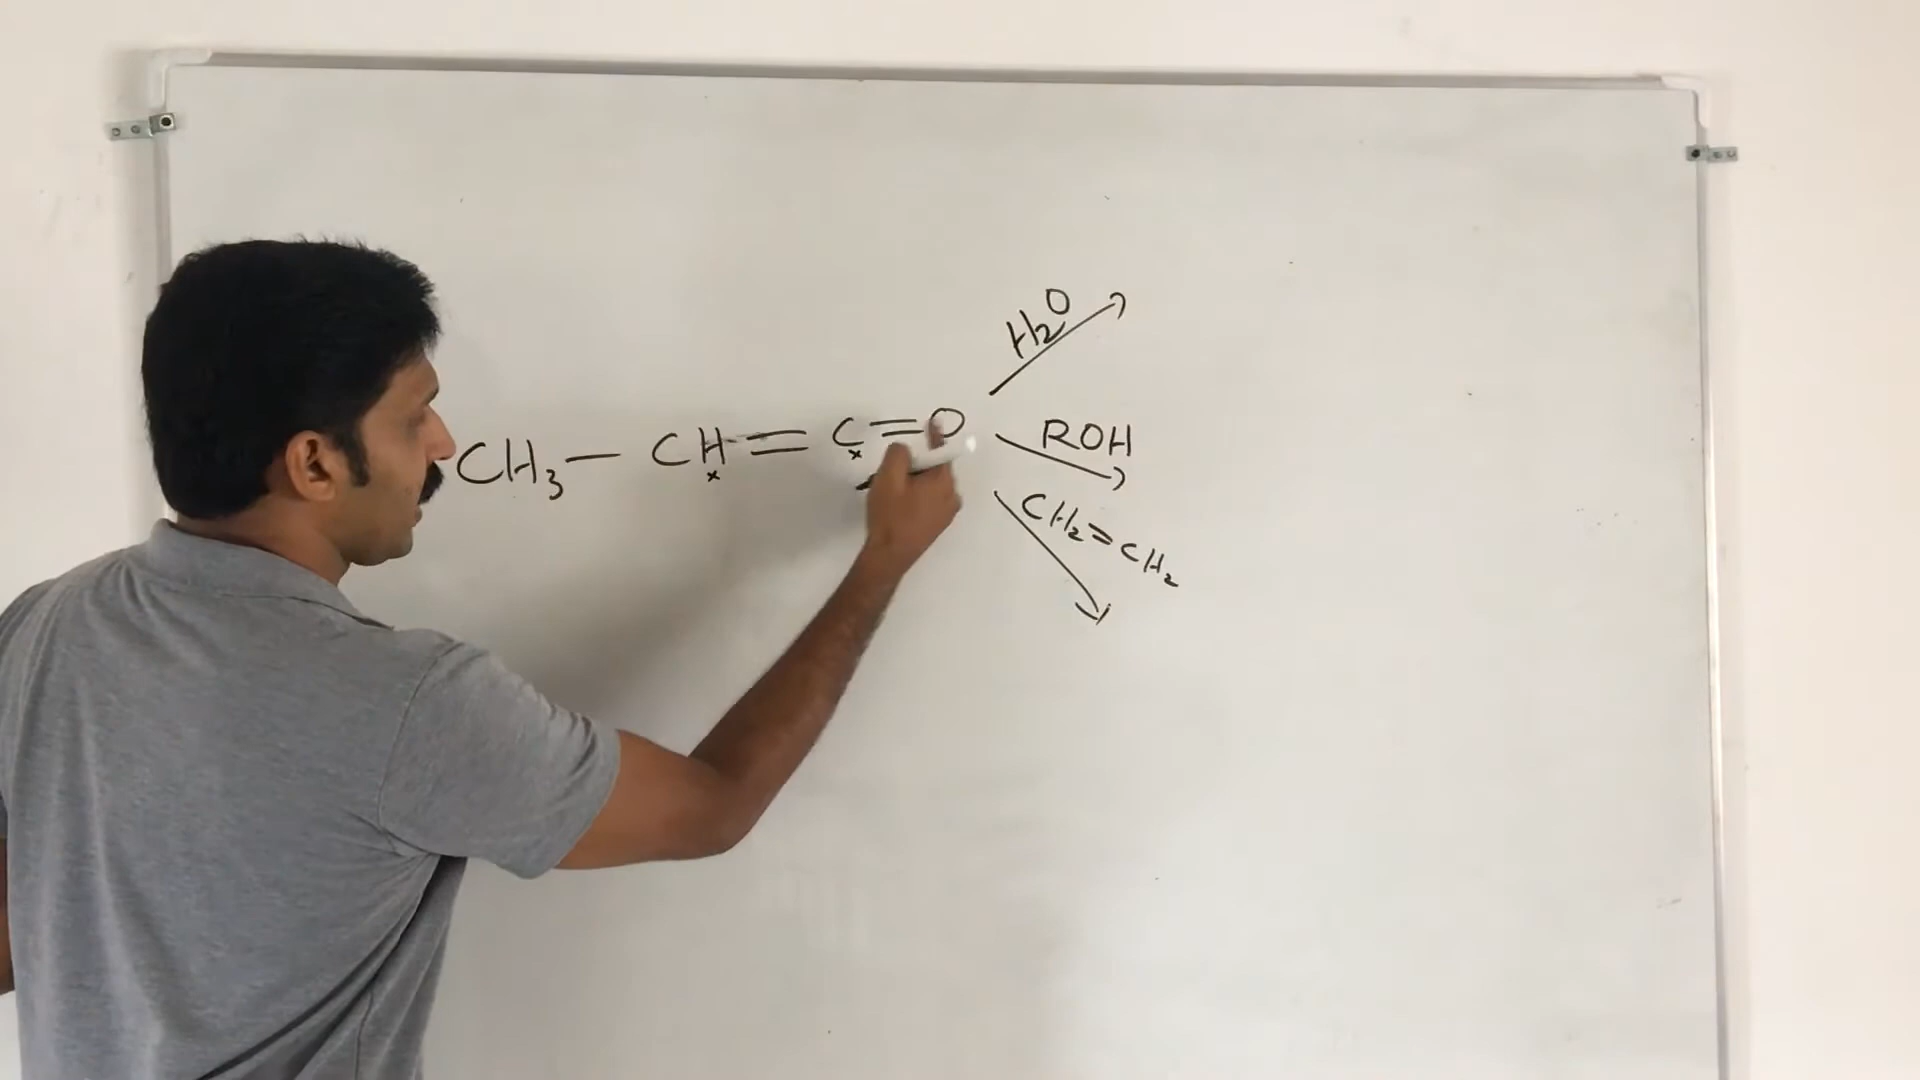 CH₃ — CH = C = O
H₂O
ROH
CH₂=CH₂